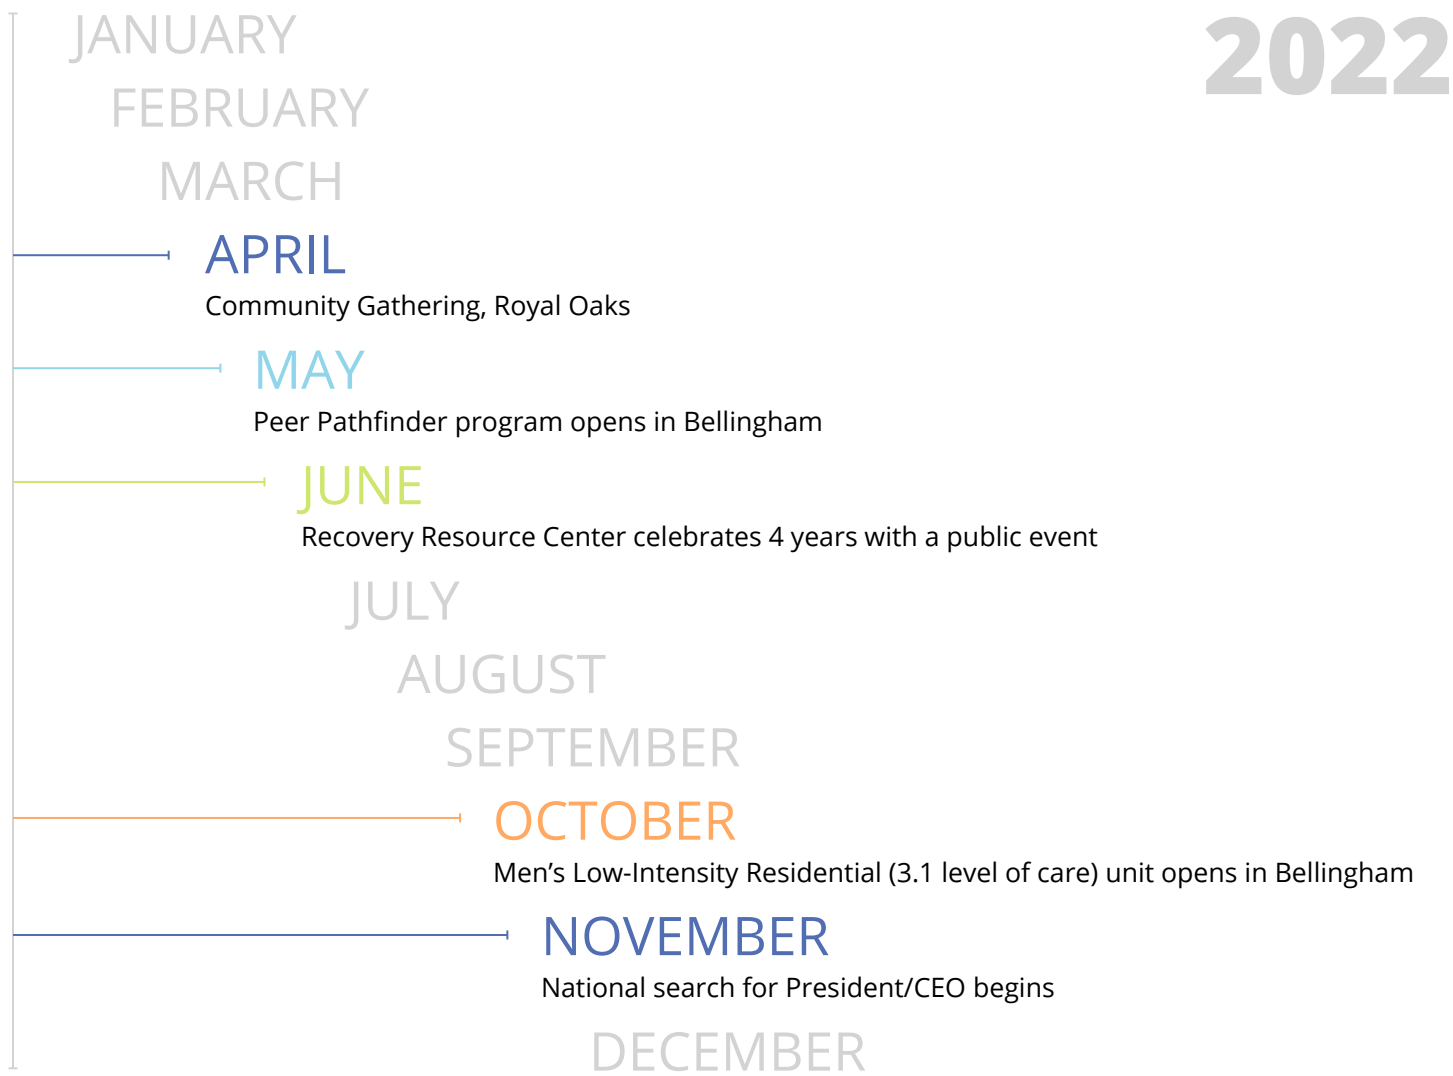 2022
JANUARY
FEBRUARY
MARCH
APRIL
Community Gathering, Royal Oaks
MAY
Peer Pathfinder program opens in Bellingham
JUNE
Recovery Resource Center celebrates 4 years with a public event
JULY
AUGUST
SEPTEMBER
OCTOBER
Men’s Low-Intensity Residential (3.1 level of care) unit opens in Bellingham
NOVEMBER
National search for President/CEO begins
DECEMBER